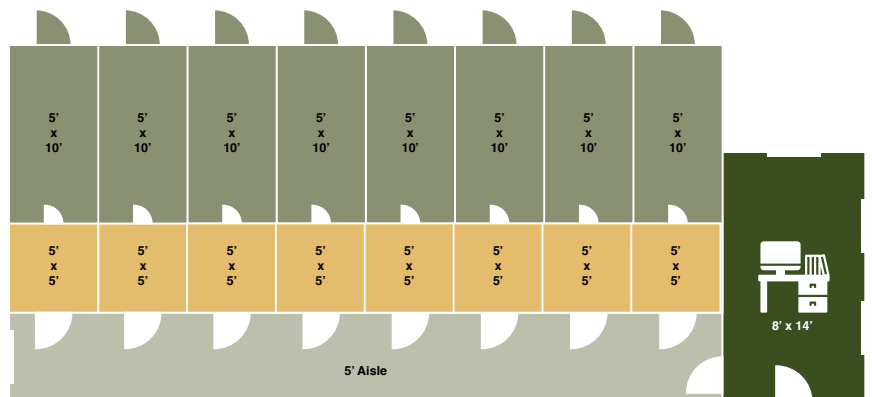 5’ 5’ 5’ 5’ 5’ 5’ 5’ 5’
x x x x x x x x
10’ 10’ 10’ 10’ 10’ 10’ 10’ 10’
5’ 5’ 5’ 5’ 5’ 5’ 5’ 5’
x x x x x x x x
5’ 5’ 5’ 5’ 5’ 5’ 5’ 5’
8’ x 14’
5’ Aisle